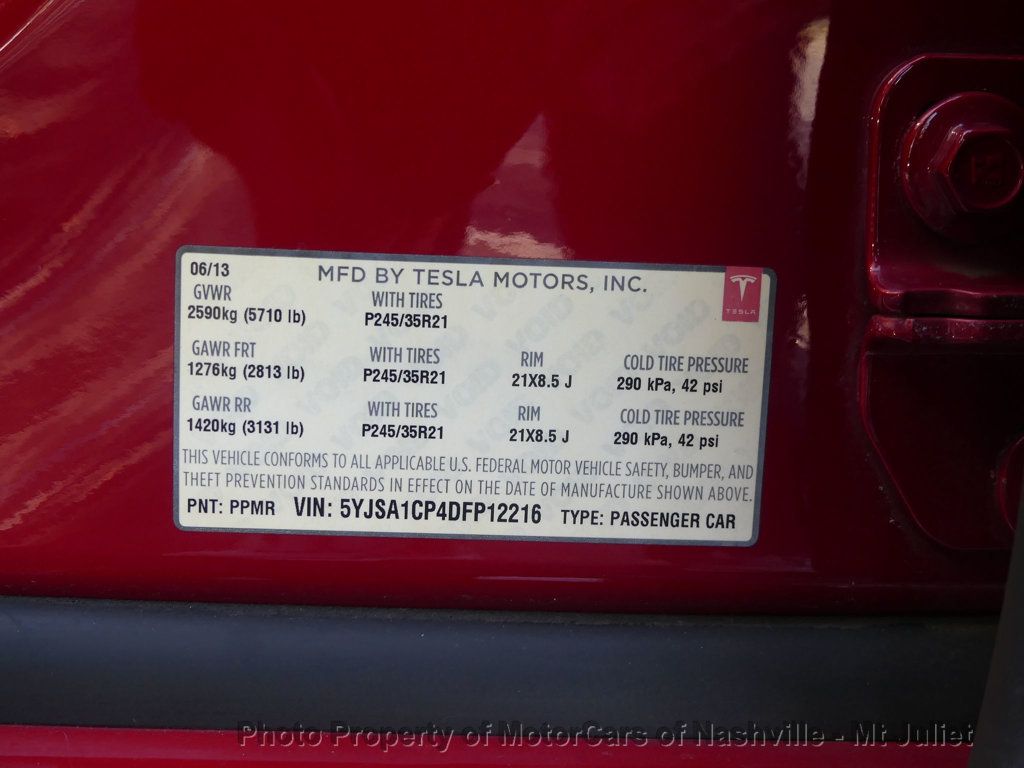 06/13 MFD BY TESLA MOTORS, INC.
TESLA
GVWR WITH TIRES
2590kg (5710 lb) P245/35R21
GAWR FRT WITH TIRES RIM COLD TIRE PRESSURE
1276kg (2813 lb) P245/35R21 21X8.5 J 290 kPa, 42 psi
GAWR RR WITH TIRES RIM COLD TIRE PRESSURE
1420kg (3131 lb) P245/35R21 21X8.5 J 290 kPa, 42 psi
THIS VEHICLE CONFORMS TO ALL APPLICABLE U.S. FEDERAL MOTOR VEHICLE SAFETY, BUMPER, AND
THEFT PREVENTION STANDARDS IN EFFECT ON THE DATE OF MANUFACTURE SHOWN ABOVE.
PNT: PPMR VIN: 5YJSA1CP4DFP12216 TYPE: PASSENGER CAR
Photo Property of MotorCars of Nashville - Mt Juliet